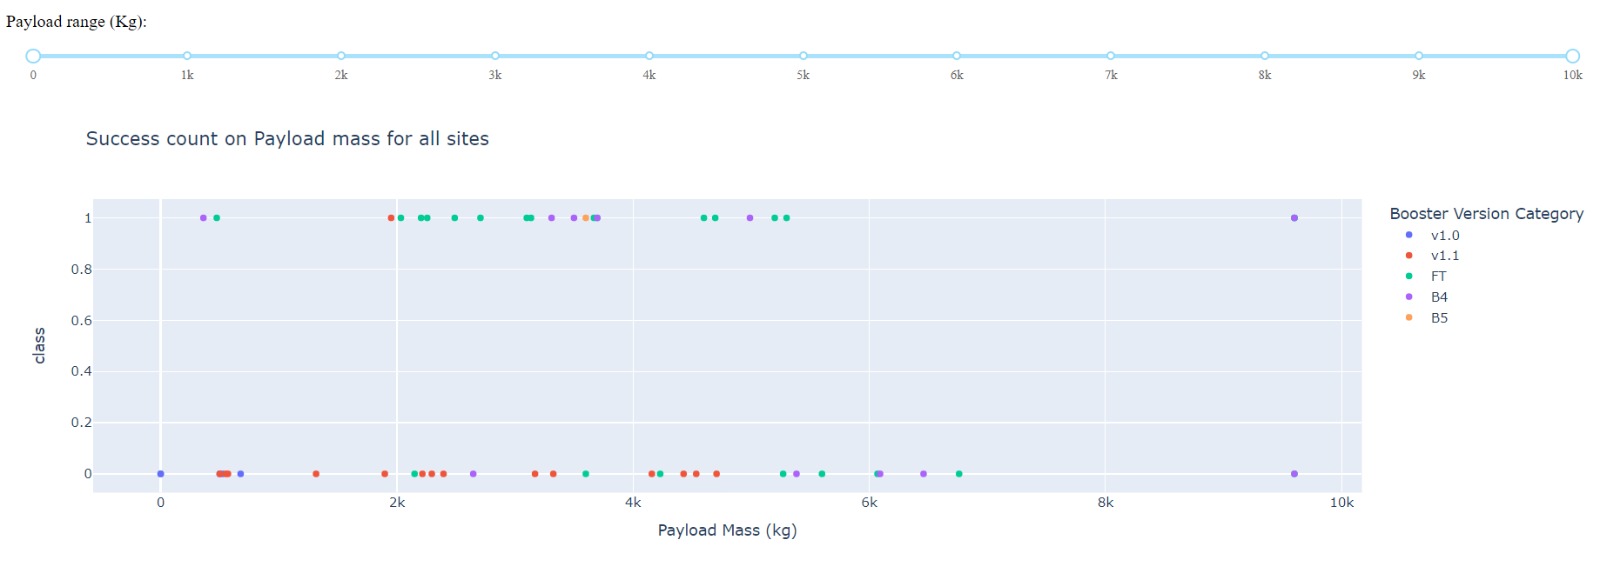 Payload range (Kg):
0 1k 2k 3k 4k 5k 6k 7k 8k 9k 10k
Success count on Payload mass for all sites
1
0.8
0.6
0.4
0.2
0
class
0 2k 4k 6k 8k 10k
Payload Mass (kg)
Booster Version Category
v1.0
v1.1
FT
B4
B5